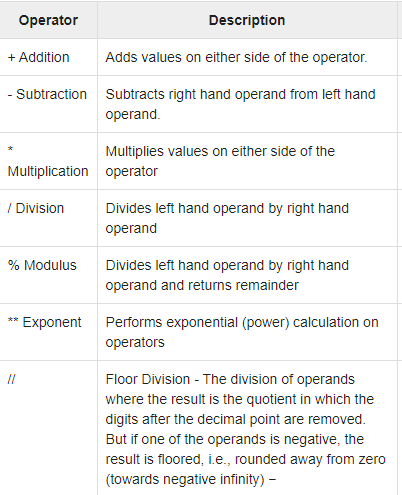 Operator Description
+ Addition Adds values on either side of the operator.
- Subtraction Subtracts right hand operand from left hand
operand.
* Multiplies values on either side of the
Multiplication operator
/ Division Divides left hand operand by right hand
operand
% Modulus Divides left hand operand by right hand
operand and returns remainder
** Exponent Performs exponential (power) calculation on
operators
// Floor Division - The division of operands
where the result is the quotient in which the
digits after the decimal point are removed.
But if one of the operands is negative, the
result is floored, i.e., rounded away from zero
(towards negative infinity) −